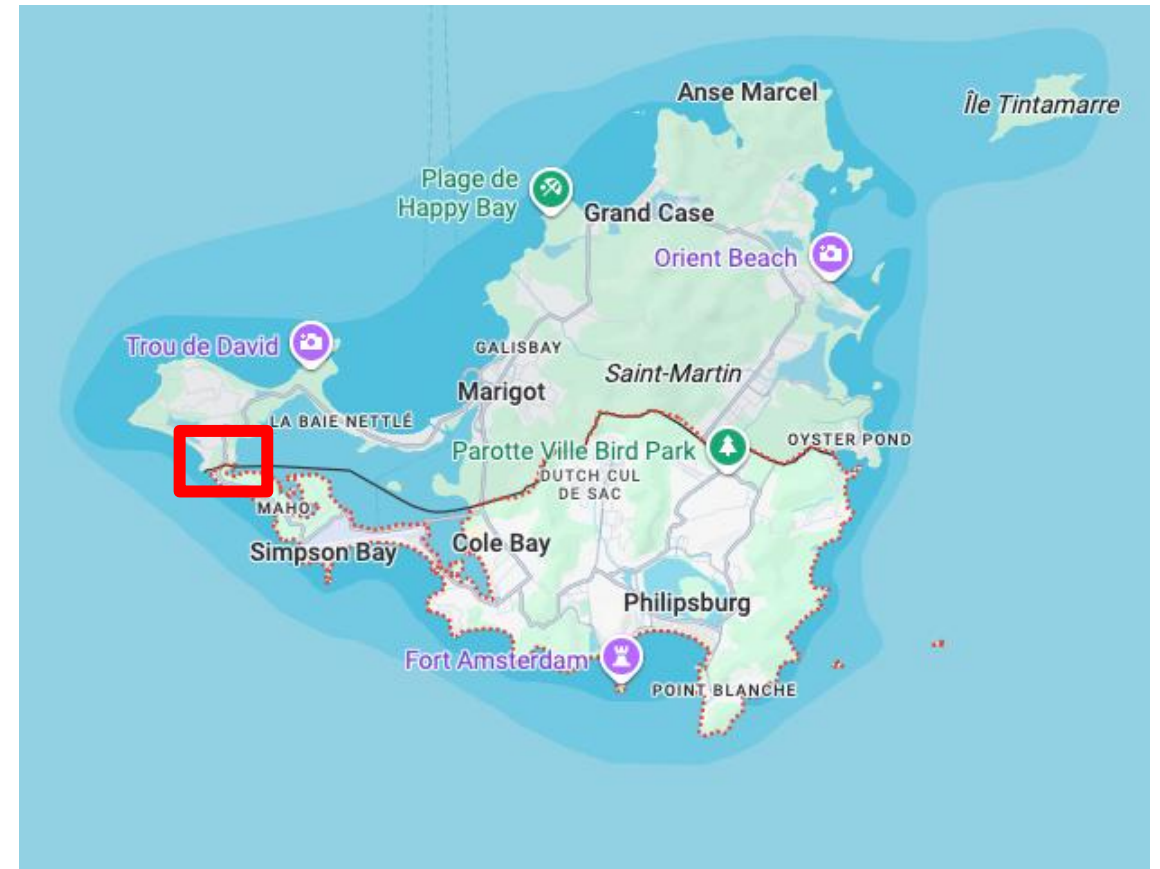 Anse Marcel
Île Tintamarre
Plage de
Happy Bay
Grand Case
Orient Beach
Trou de David
GALISBAY
Saint-Martin
Marigot
LA BAIE NETTLÉ
OYSTER POND
Parotte Ville Bird Park
DUTCH CUL
DE SAC
MAHO
Simpson Bay
Cole Bay
Philipsburg
Fort Amsterdam
POINT BLANCHE